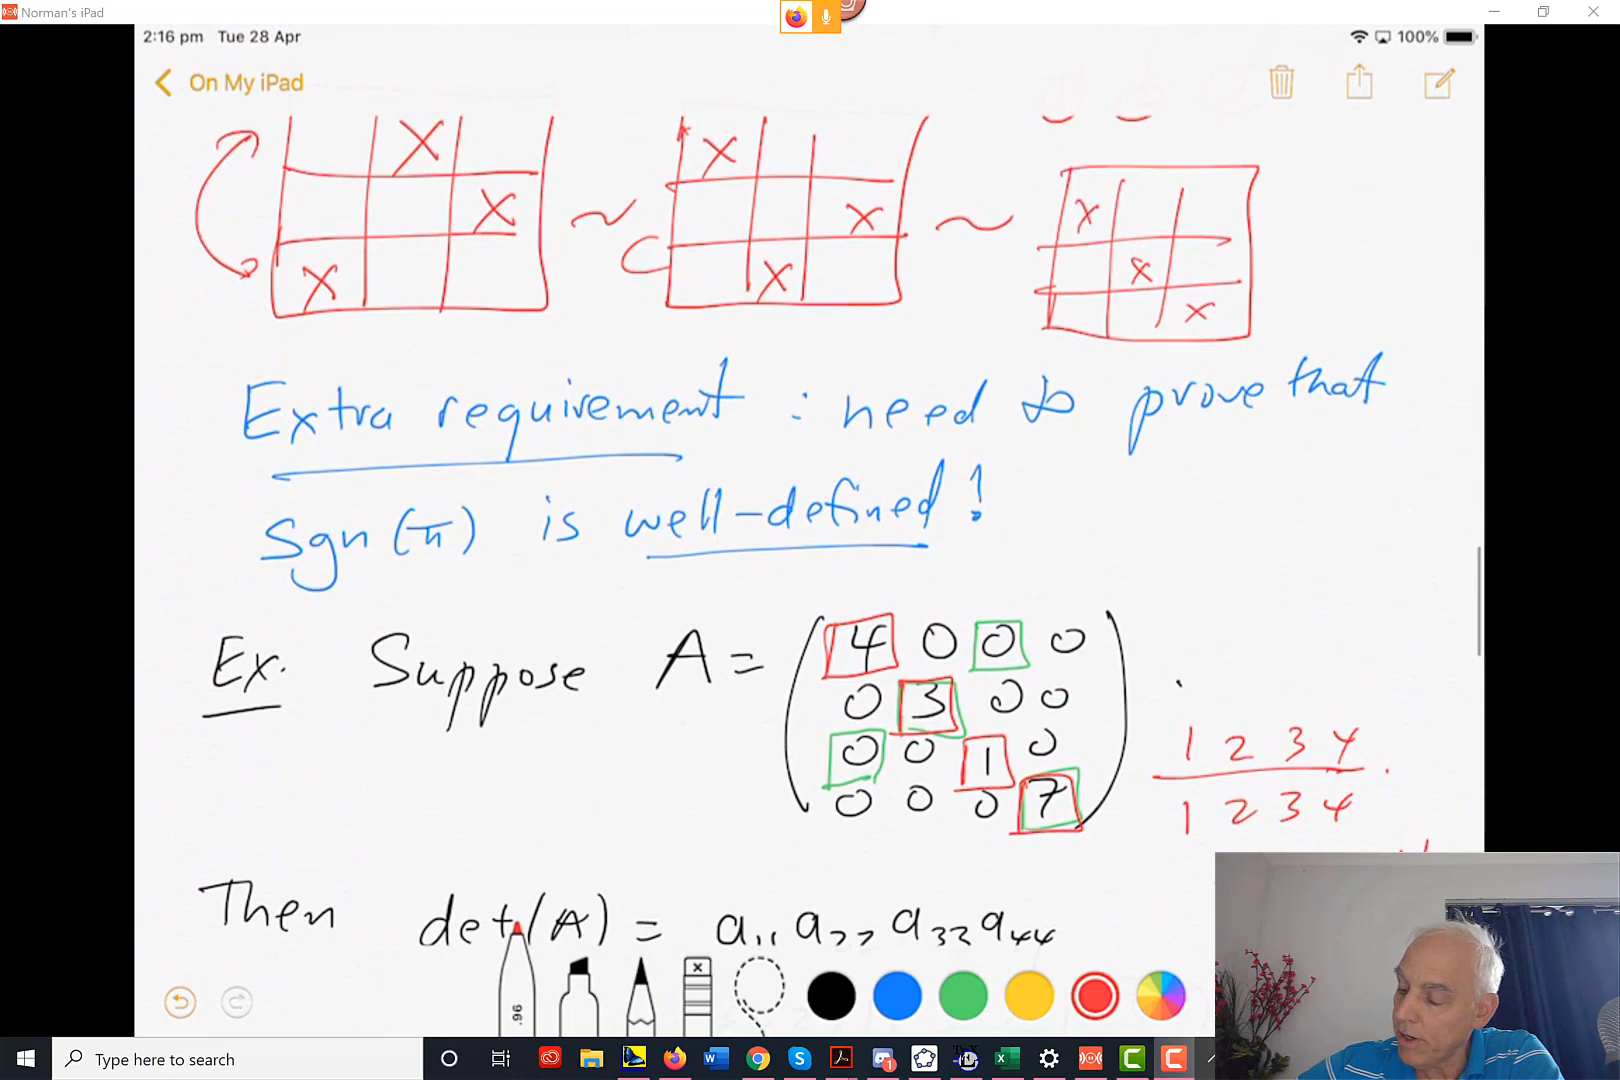 Norman's iPad
2:16 pm Tue 28 Apr
100%
On My iPad
X X X
X X X
X X X
Extra requirement : need to prove that
sgn(π) is well-defined!
Ex. Suppose A =
4 0 0 0
0 3 0 0
0 0 1 0
0 0 0 7
1 2 3 4
1 2 3 4
Then det(A) = a₁₁ a₂₂ a₃₃ a₄₄
.96
Type here to search